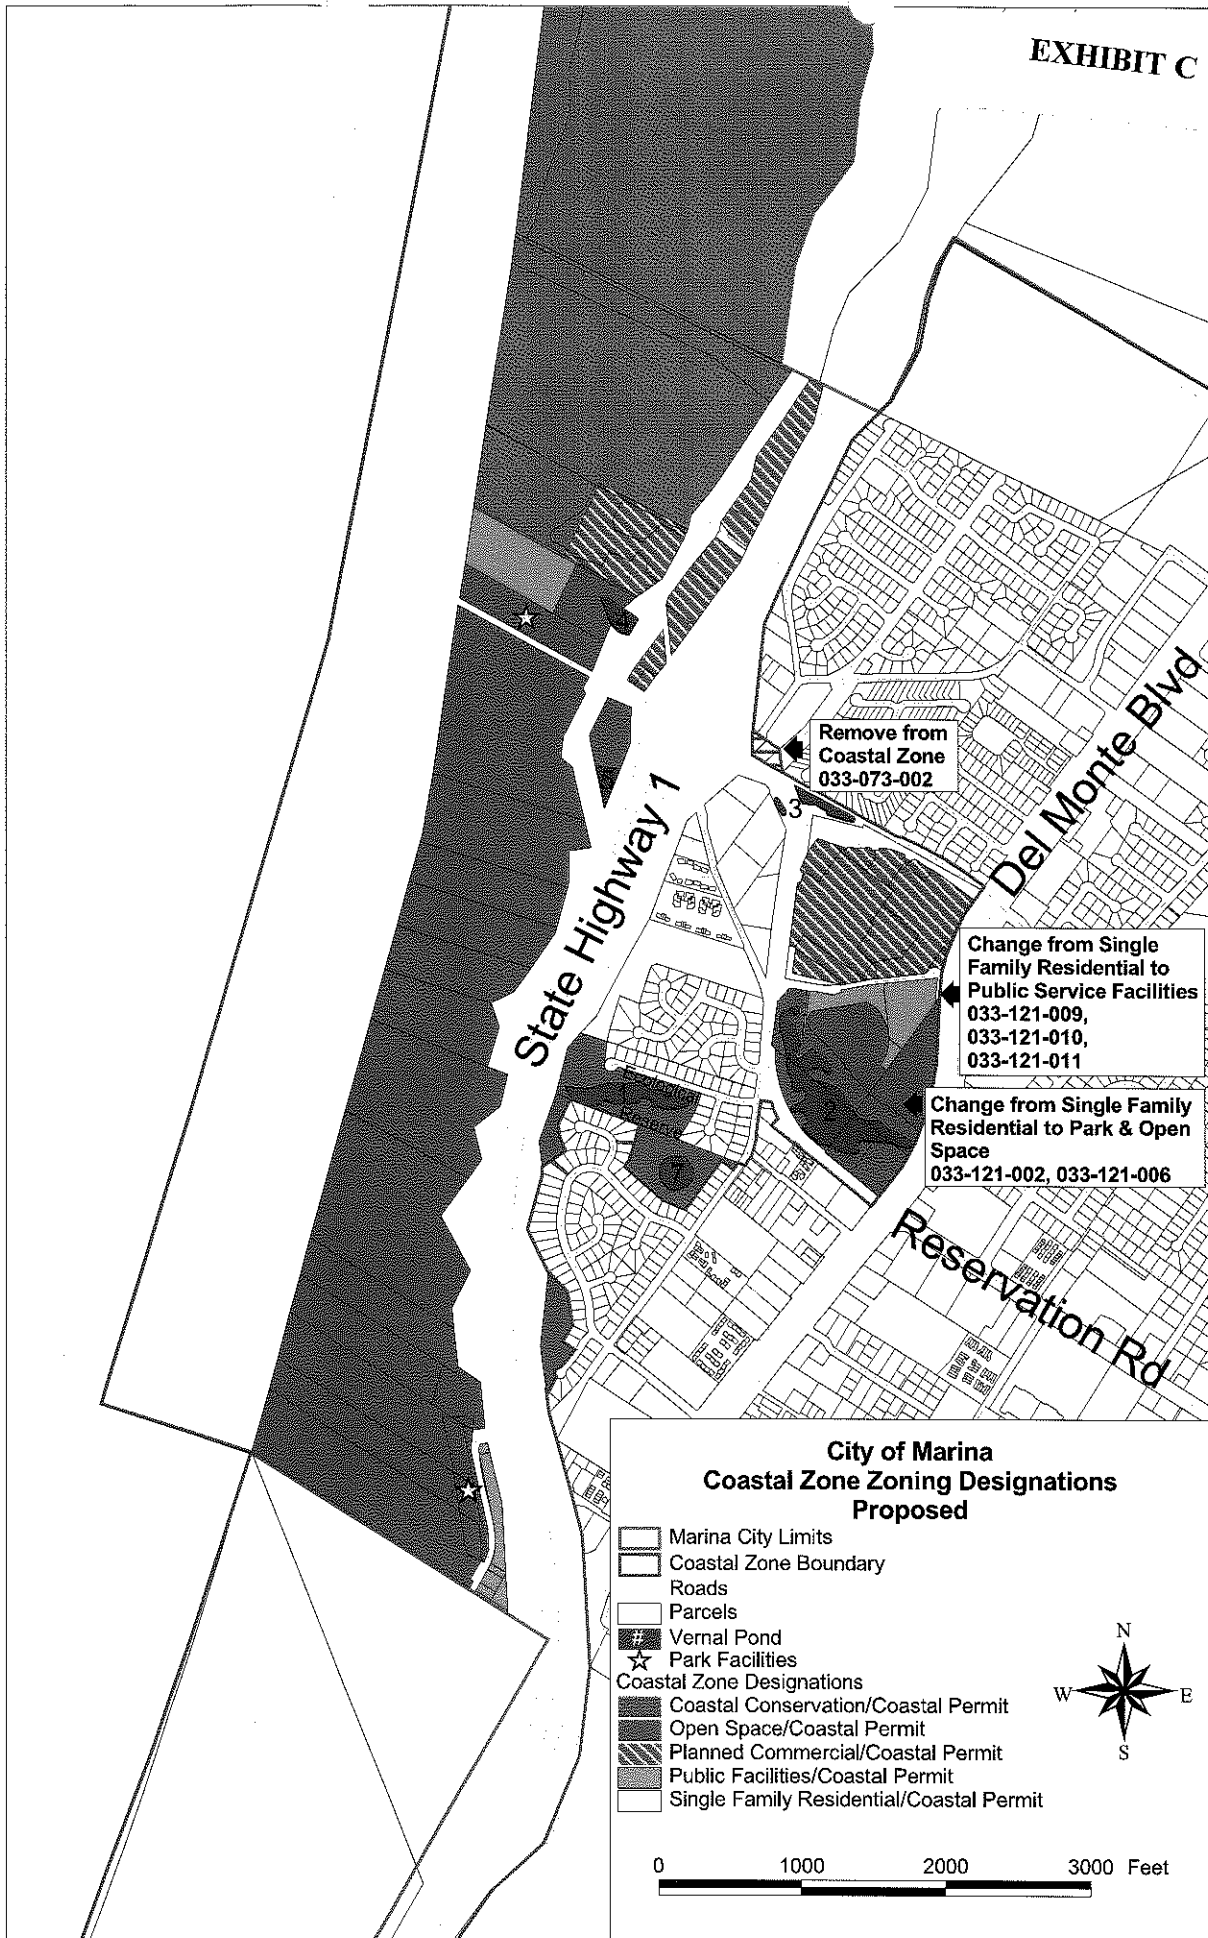 EXHIBIT C
Remove from
Coastal Zone
033-073-002
3
Del Monte Blvd
State Highway 1
Change from Single
Family Residential to
Public Service Facilities
033-121-009,
033-121-010,
033-121-011
Ecological
Reserve
2
Change from Single Family
Residential to Park & Open
Space
033-121-002, 033-121-006
7
Reservation Rd
City of Marina
Coastal Zone Zoning Designations
Proposed
Marina City Limits
Coastal Zone Boundary
Roads
Parcels
# Vernal Pond
Park Facilities
Coastal Zone Designations
Coastal Conservation/Coastal Permit
Open Space/Coastal Permit
Planned Commercial/Coastal Permit
Public Facilities/Coastal Permit
Single Family Residential/Coastal Permit
N
W E
S
0 1000 2000 3000 Feet